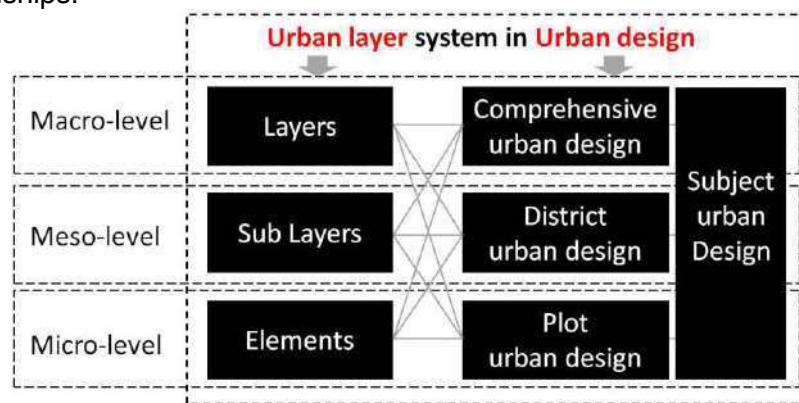 Urban layer system in Urban design
Macro-level
Layers
Comprehensive
urban design
Meso-level
Sub Layers
District
urban design
Subject
urban
Design
Micro-level
Elements
Plot
urban design